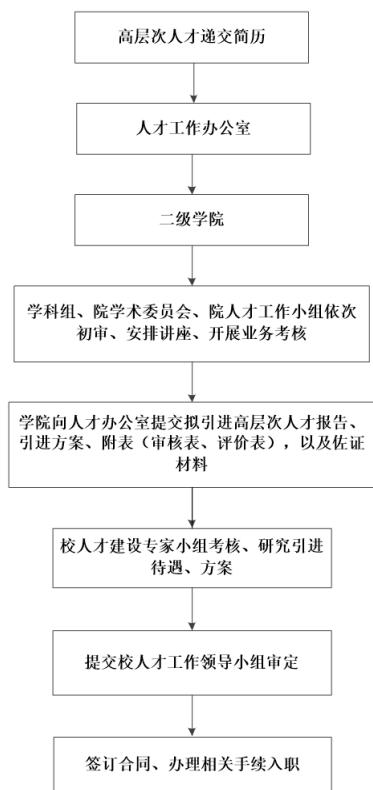 高层次人才递交简历
人才工作办公室
二级学院
学科组、院学术委员会、院人才工作小组依次
初审、安排讲座、开展业务考核
学院向人才办公室提交拟引进高层次人才报告、
引进方案、附表（审核表、评价表），以及佐证
材料
校人才建设专家小组考核、研究引进
待遇、方案
提交校人才工作领导小组审定
签订合同、办理相关手续入职